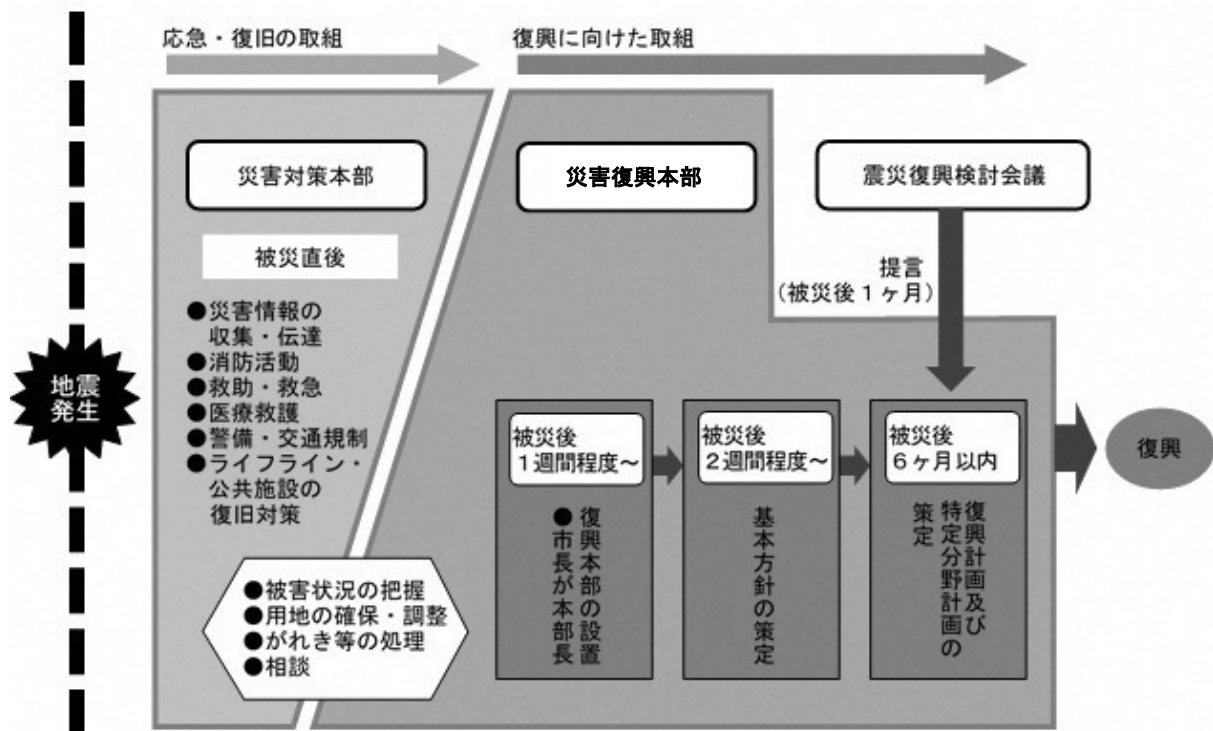 応急・復旧の取組
復興に向けた取組
災害対策本部
災害復興本部
震災復興検討会議
被災直後
提言
(被災後１ヶ月)
●災害情報の
収集・伝達
●消防活動
●救助・救急
●医療救護
●警備・交通規制
●ライフライン・
公共施設の
復旧対策
地震
発生
●被害状況の把握
●用地の確保・調整
●がれき等の処理
●相談
被災後
１週間程度～
復興本部の設置
●市長が本部長
被災後
２週間程度～
基本方針の策定
被災後
６ヶ月以内
復興計画及び
特定分野計画の
策定
復興